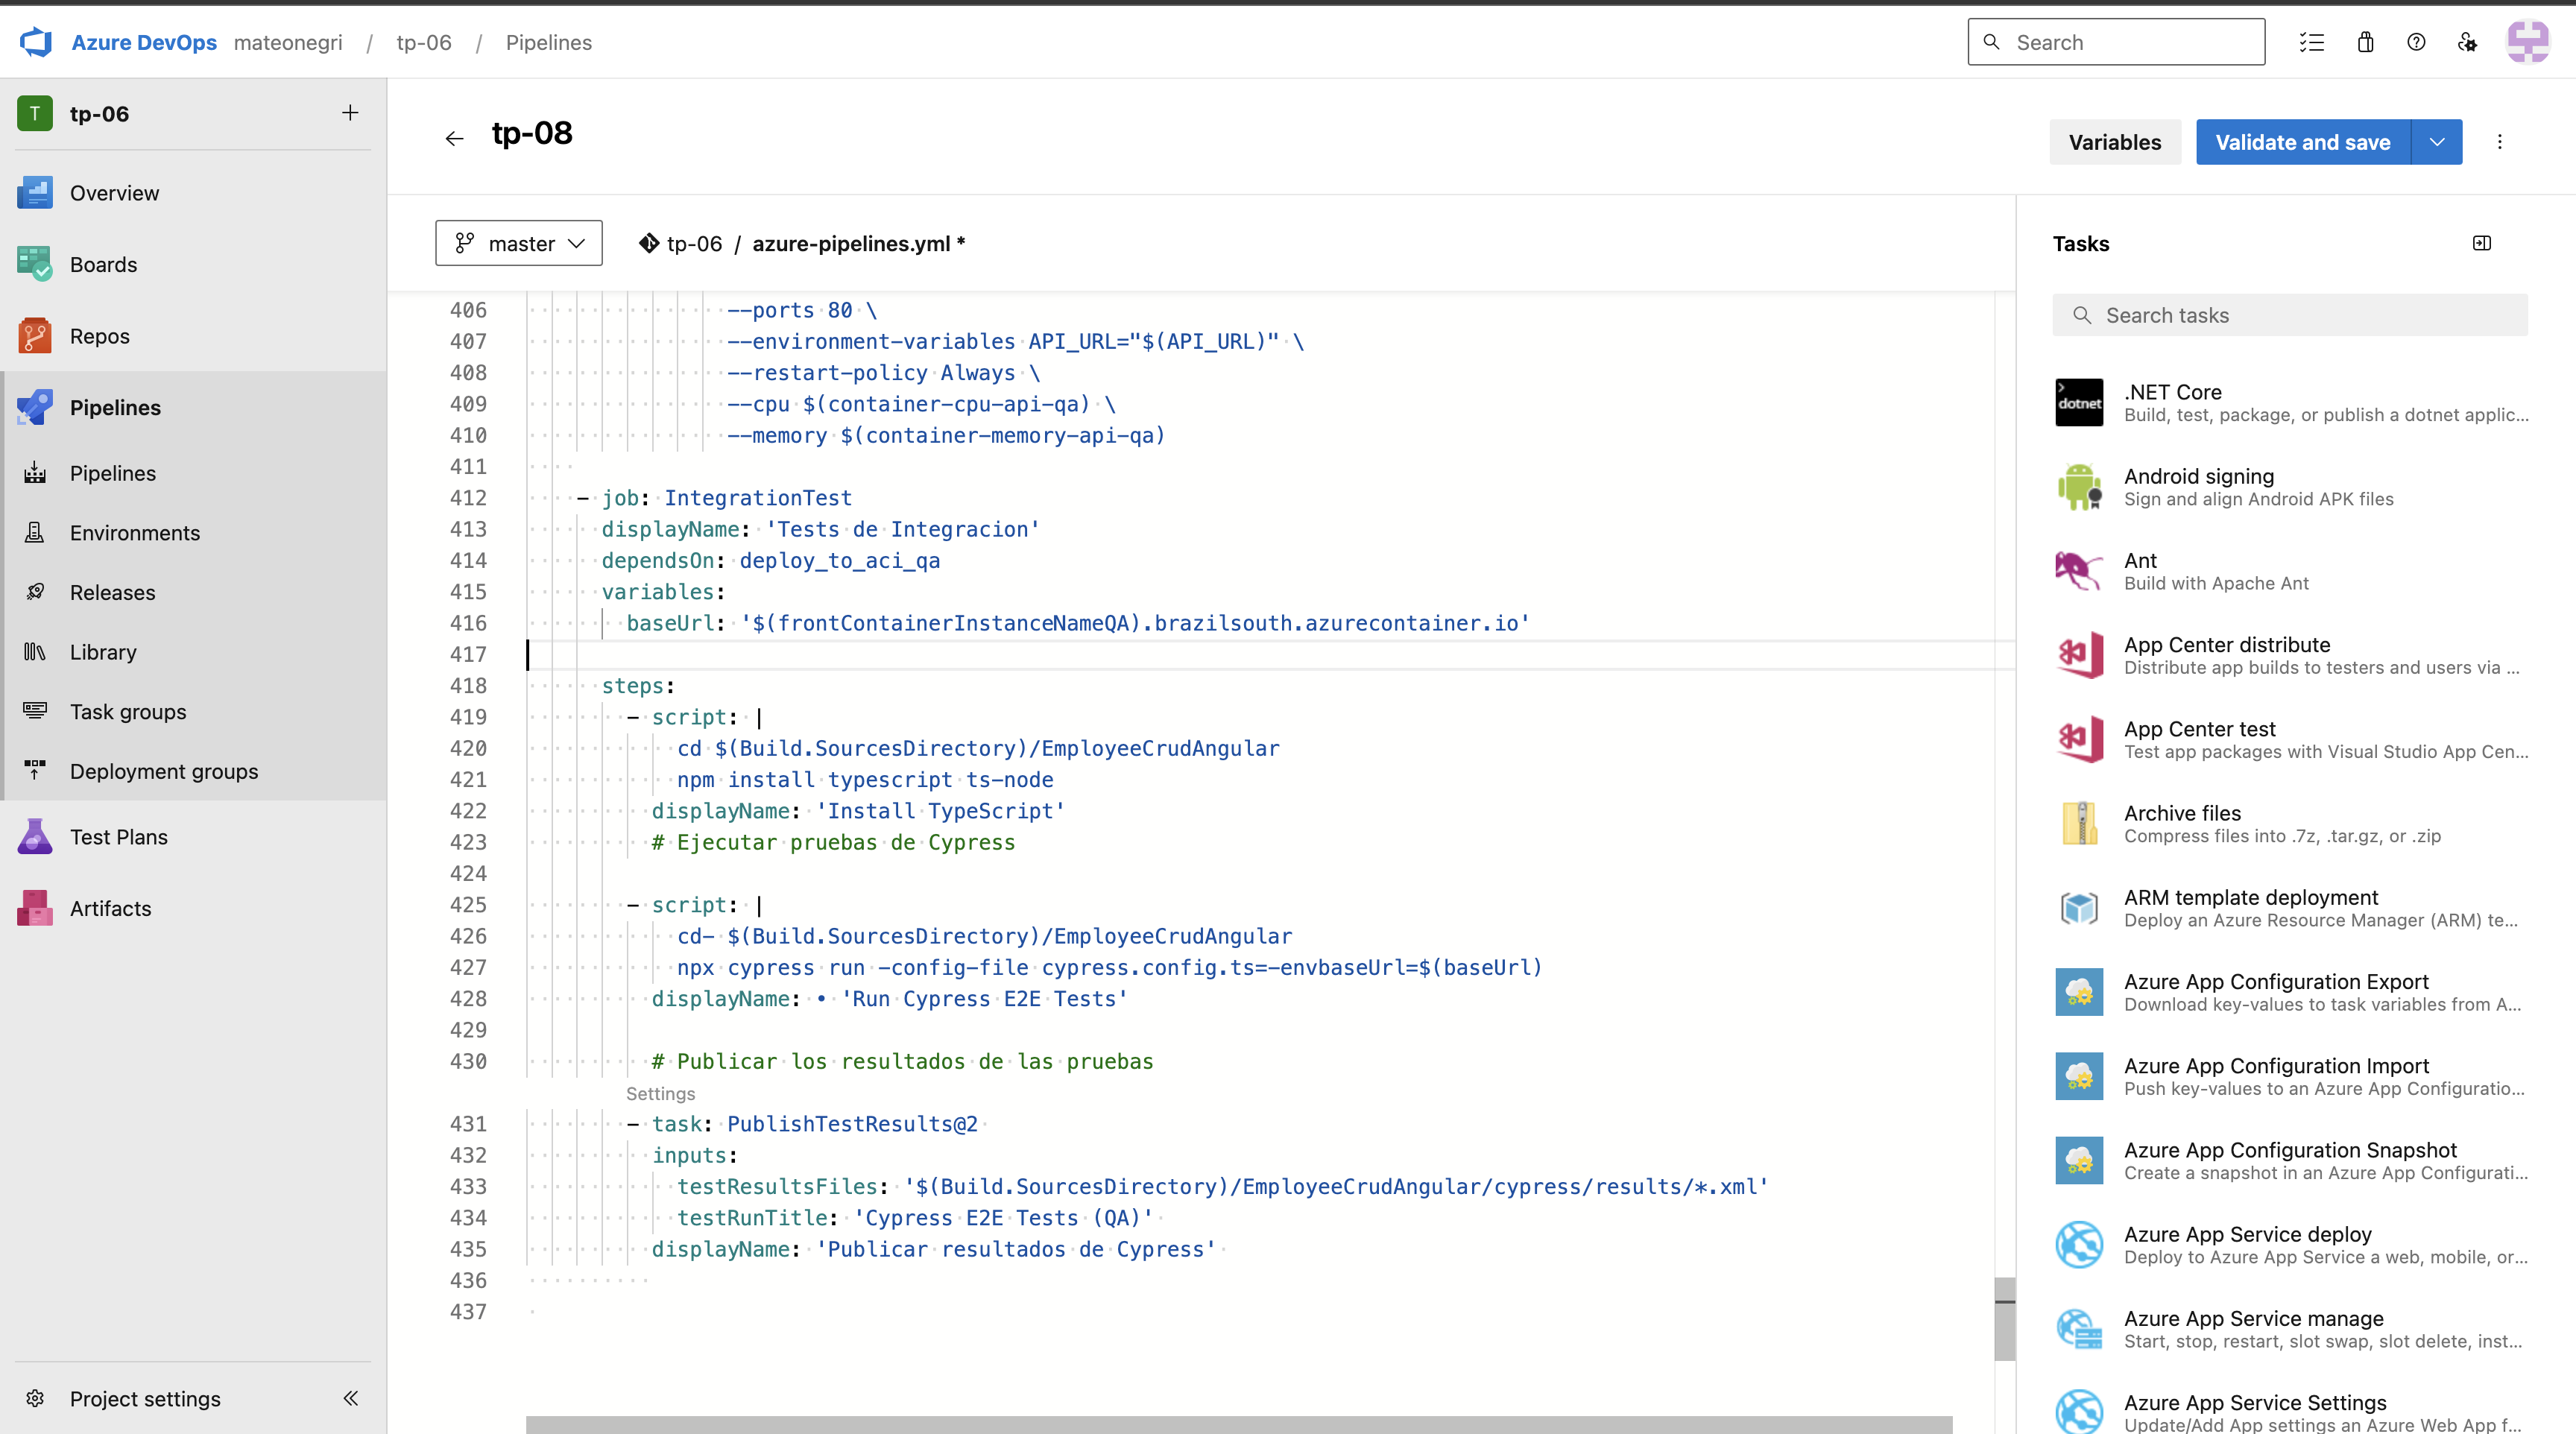 Azure DevOps mateonegri / tp-06 / Pipelines
Search
T tp-06
Overview
Boards
Repos
Pipelines
Pipelines
Environments
Releases
Library
Task groups
Deployment groups
Test Plans
Artifacts
Project settings
tp-08
Variables
Validate and save
master
tp-06 / azure-pipelines.yml *
406 --ports 80 \
407 --environment-variables API_URL="$(API_URL)" \
408 --restart-policy Always \
409 --cpu $(container-cpu-api-qa) \
410 --memory $(container-memory-api-qa)
411
412 - job: IntegrationTest
413 displayName: 'Tests de Integracion'
414 dependsOn: deploy_to_aci_qa
415 variables:
416 baseUrl: '$(frontContainerInstanceNameQA).brazilsouth.azurecontainer.io'
417
418 steps:
419 - script: |
420 cd $(Build.SourcesDirectory)/EmployeeCrudAngular
421 npm install typescript ts-node
422 displayName: 'Install TypeScript'
423 # Ejecutar pruebas de Cypress
424
425 - script: |
426 cd- $(Build.SourcesDirectory)/EmployeeCrudAngular
427 npx cypress run -config-file cypress.config.ts=-envbaseUrl=$(baseUrl)
428 displayName: • 'Run Cypress E2E Tests'
429
430 # Publicar los resultados de las pruebas
Settings
431 - task: PublishTestResults@2
432 inputs:
433 testResultsFiles: '$(Build.SourcesDirectory)/EmployeeCrudAngular/cypress/results/*.xml'
434 testRunTitle: 'Cypress E2E Tests (QA)'
435 displayName: 'Publicar resultados de Cypress'
436
437
Tasks
Search tasks
dotnet
.NET Core
Build, test, package, or publish a dotnet applic...
Android signing
Sign and align Android APK files
Ant
Build with Apache Ant
App Center distribute
Distribute app builds to testers and users via ...
App Center test
Test app packages with Visual Studio App Cen...
Archive files
Compress files into .7z, .tar.gz, or .zip
ARM template deployment
Deploy an Azure Resource Manager (ARM) te...
Azure App Configuration Export
Download key-values to task variables from A...
Azure App Configuration Import
Push key-values to an Azure App Configuratio...
Azure App Configuration Snapshot
Create a snapshot in an Azure App Configurati...
Azure App Service deploy
Deploy to Azure App Service a web, mobile, or...
Azure App Service manage
Start, stop, restart, slot swap, slot delete, inst...
Azure App Service Settings
Update/Add App settings an Azure Web App f...